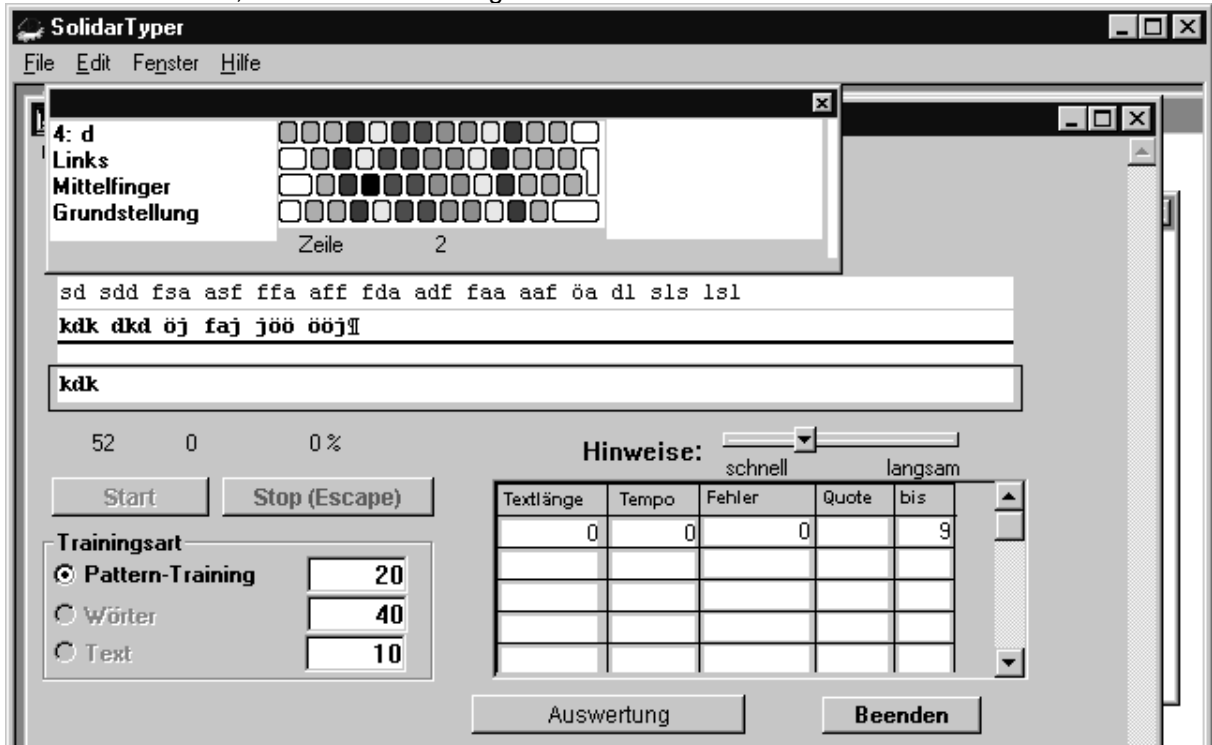 SolidarTyper
File Edit Fenster Hilfe
4: d
Links
Mittelfinger
Grundstellung
Zeile 2
sd sdd fsa asf ffa aff fda adf faa aaf öa dl sls lsl
kdk dkd öj faj jöö ööj¶
kdk
52 0 0 %
Hinweise:
schnell langsam
Start Stop (Escape)
Textlänge Tempo Fehler Quote bis
0 0 0 9
Trainingsart
Pattern-Training 20
Wörter 40
Text 10
Auswertung Beenden